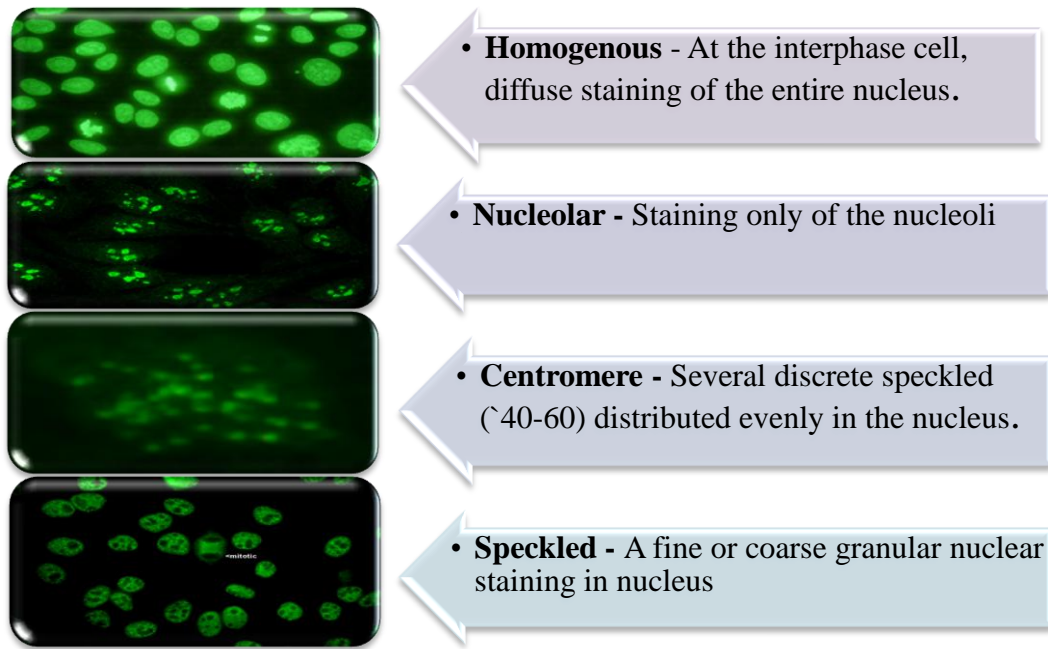 • Homogenous - At the interphase cell,
diffuse staining of the entire nucleus.
• Nucleolar - Staining only of the nucleoli
• Centromere - Several discrete speckled
(`40-60) distributed evenly in the nucleus.
◄mitotic
• Speckled - A fine or coarse granular nuclear
staining in nucleus